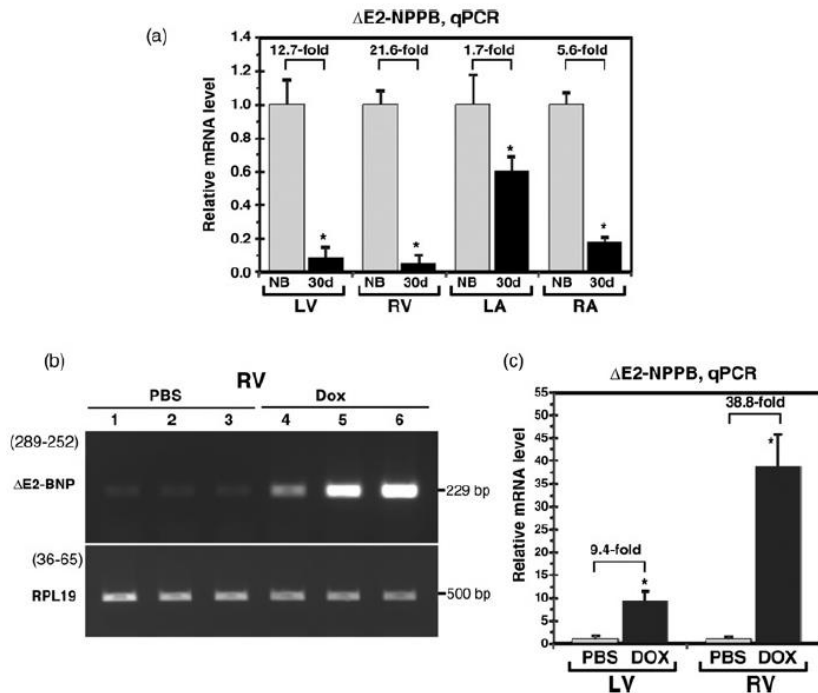 ΔE2-NPPB, qPCR
(a)
12.7-fold 21.6-fold 1.7-fold 5.6-fold
Relative mRNA level
1.4
1.2
1.0
0.8
0.6
0.4
0.2
0.0
* * * *
NB 30d NB 30d NB 30d NB 30d
LV RV LA RA
(b)
RV
PBS Dox
1 2 3 4 5 6
(289-252)
ΔE2-BNP
229 bp
(36-65)
RPL19
500 bp
(c)
ΔE2-NPPB, qPCR
Relative mRNA level
55
50
45
40
35
30
25
20
15
10
5
0
38.8-fold
*
9.4-fold
*
PBS DOX PBS DOX
LV RV